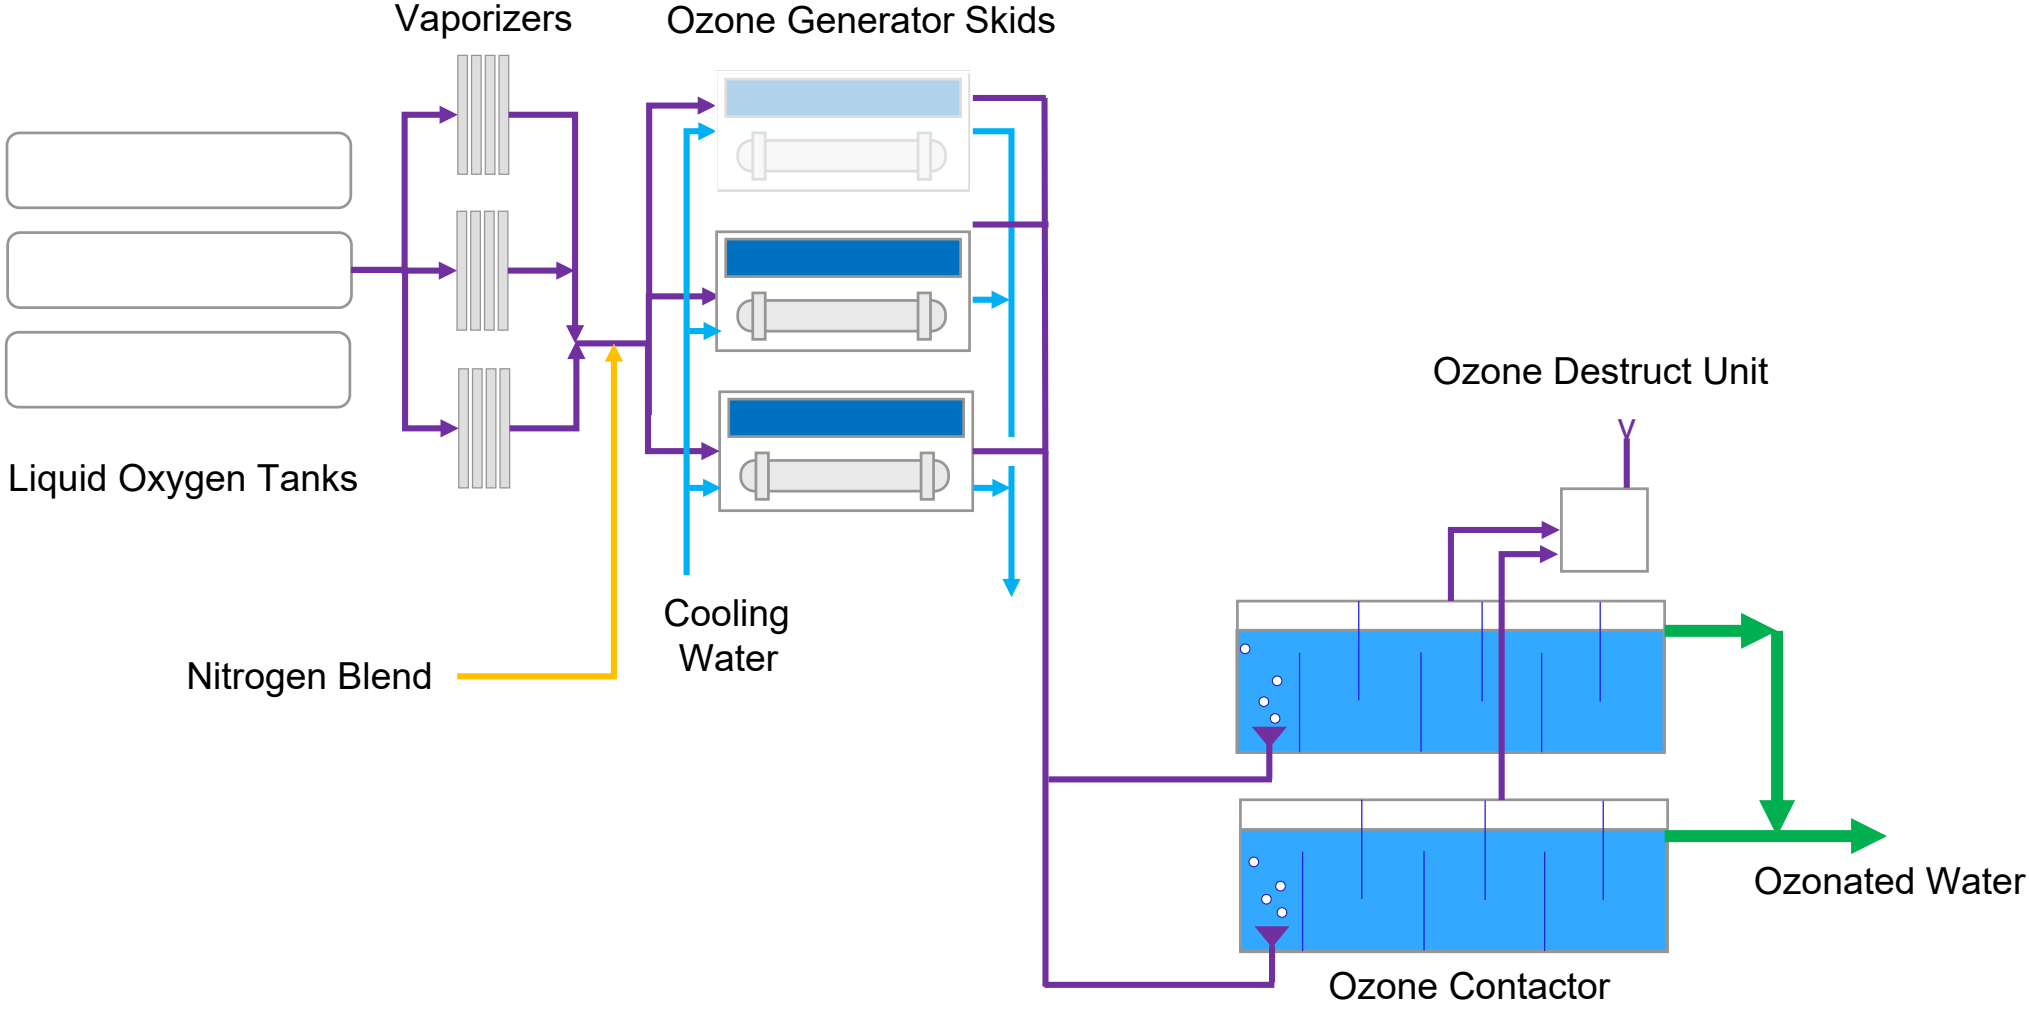 Vaporizers
Ozone Generator Skids
Ozone Destruct Unit
Liquid Oxygen Tanks
Cooling
Water
Nitrogen Blend
Ozonated Water
Ozone Contactor